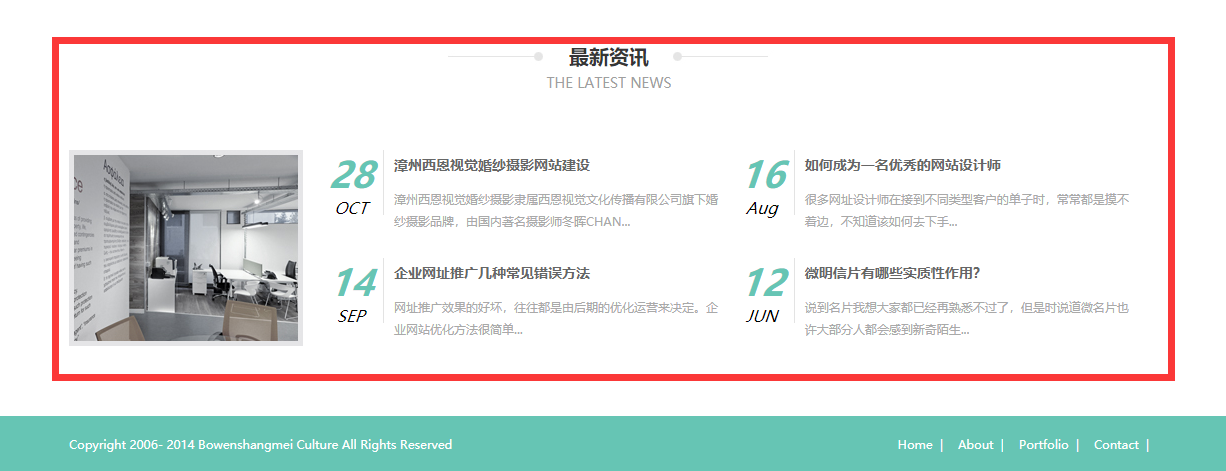 最新资讯
THE LATEST NEWS
28
OCT
漳州西恩视觉婚纱摄影网站建设
漳州西恩视觉婚纱摄影隶属西恩视觉文化传播有限公司旗下婚
纱摄影品牌，由国内著名摄影师冬晖CHAN...
16
Aug
如何成为一名优秀的网站设计师
很多网址设计师在接到不同类型客户的单子时，常常都是摸不
着边，不知道该如何去下手...
14
SEP
企业网址推广几种常见错误方法
网址推广效果的好坏，往往都是由后期的优化运营来决定。企
业网站优化方法很简单...
12
JUN
微明信片有哪些实质性作用？
说到名片我想大家都已经再熟悉不过了，但是时说道微名片也
许大部分人都会感到新奇陌生...
Copyright 2006- 2014 Bowenshangmei Culture All Rights Reserved
Home | About | Portfolio | Contact |